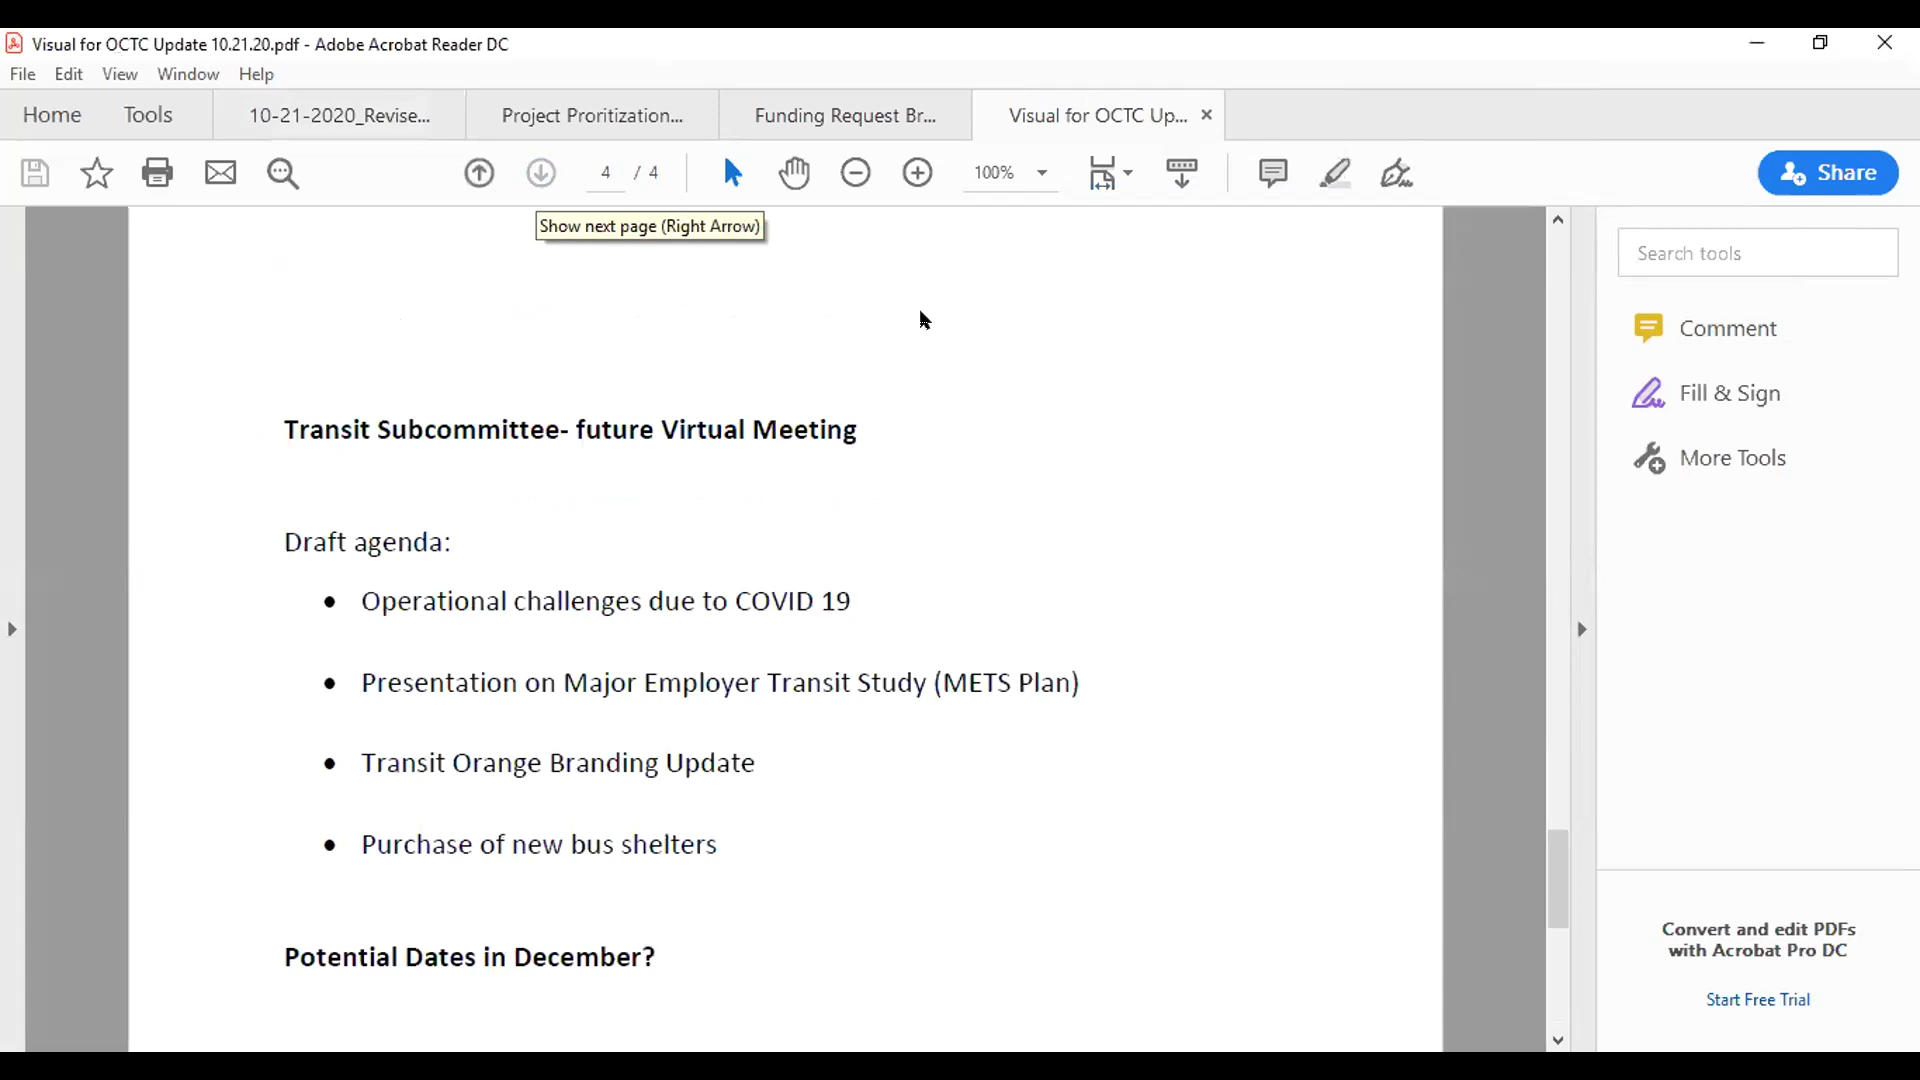 Visual for OCTC Update 10.21.20.pdf - Adobe Acrobat Reader DC
File Edit View Window Help
Home Tools 10-21-2020_Revise... Project Proritization... Funding Request Br... Visual for OCTC Up...
4 / 4 100% Share
Show next page (Right Arrow)
Search tools
Comment
Fill & Sign
More Tools
Transit Subcommittee- future Virtual Meeting
Draft agenda:
• Operational challenges due to COVID 19
• Presentation on Major Employer Transit Study (METS Plan)
• Transit Orange Branding Update
• Purchase of new bus shelters
Potential Dates in December?
Convert and edit PDFs
with Acrobat Pro DC
Start Free Trial